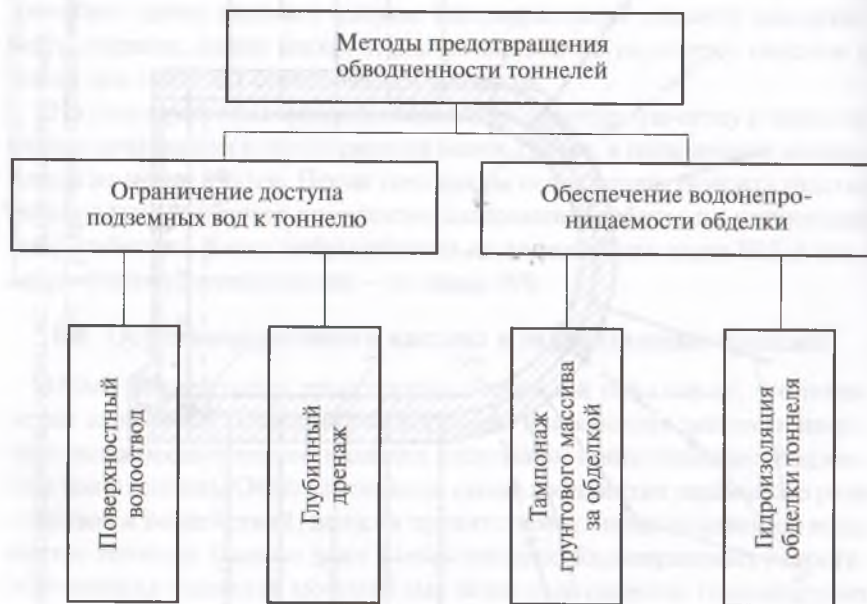 Методы предотвращения
обводненности тоннелей
Ограничение доступа
подземных вод к тоннелю
Обеспечение водонепро-
ницаемости обделки
Поверхностный
водоотвод
Глубинный
дренаж
Тампонаж
грунтового массива
за обделкой
Гидроизоляция
обделки тоннеля